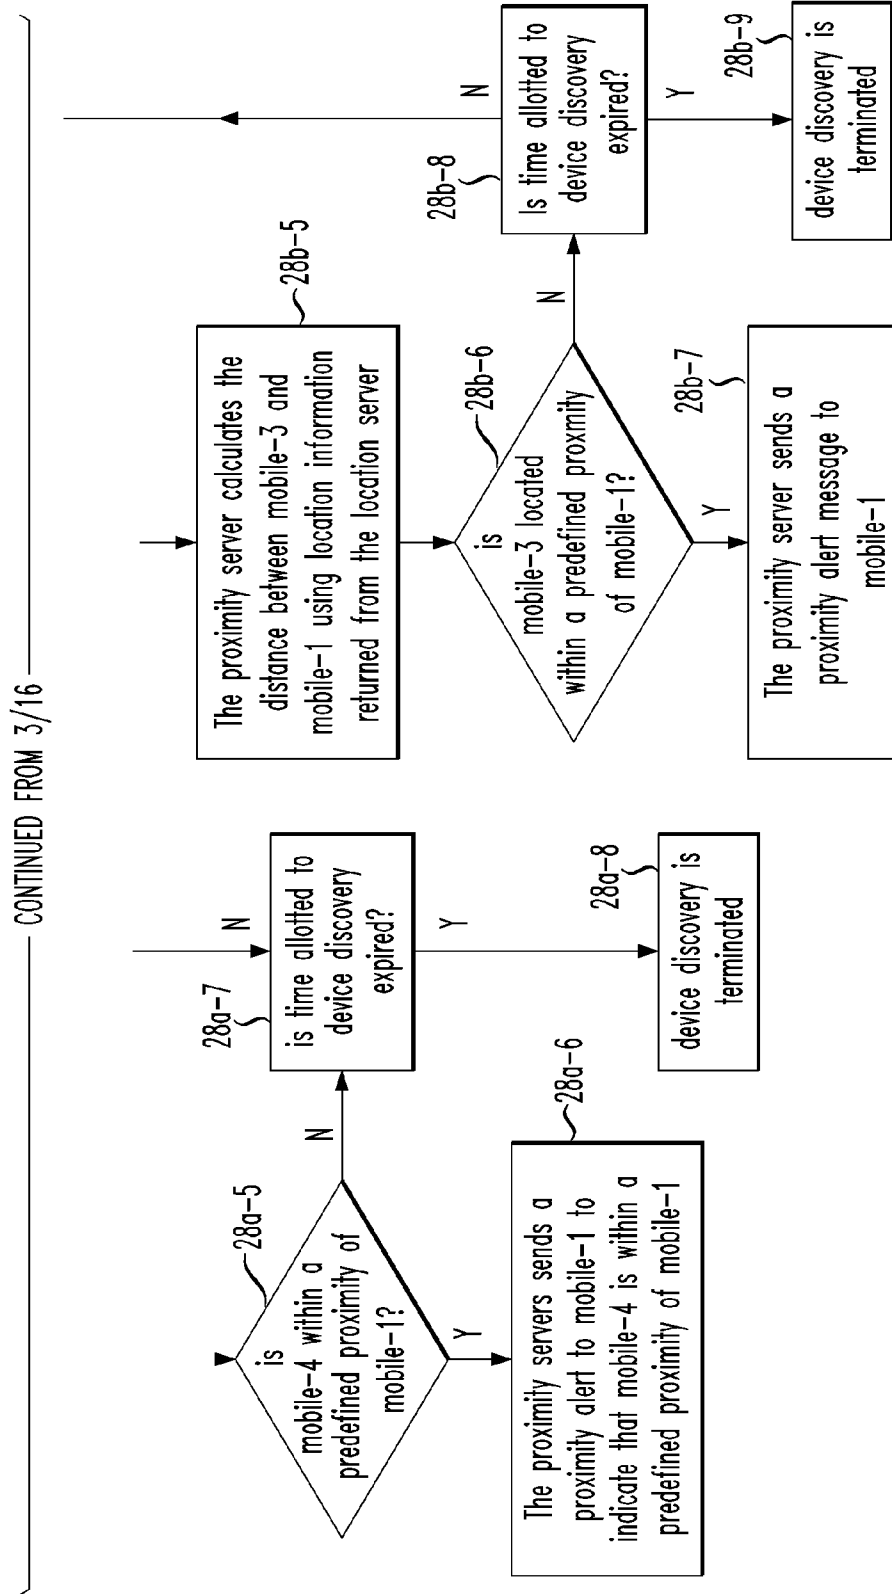 CONTINUED FROM 3/16
28a-5
is
mobile-4 within a
predefined proximity of
mobile-1?
N
Y
28a-6
The proximity servers sends a
proximity alert to mobile-1 to
indicate that mobile-4 is within a
predefined proximity of mobile-1
N
28a-7
is time allotted to
device discovery
expired?
Y
28a-8
device discovery is
terminated
28b-5
The proximity server calculates the
distance between mobile-3 and
mobile-1 using location information
returned from the location server
28b-6
is
mobile-3 located
within a predefined proxmity
of mobile-1?
N
Y
28b-7
The proximity server sends a
proximity alert message to
mobile-1
N
28b-8
Is time allotted to
device discovery
expired?
Y
28b-9
device discovery is
terminated